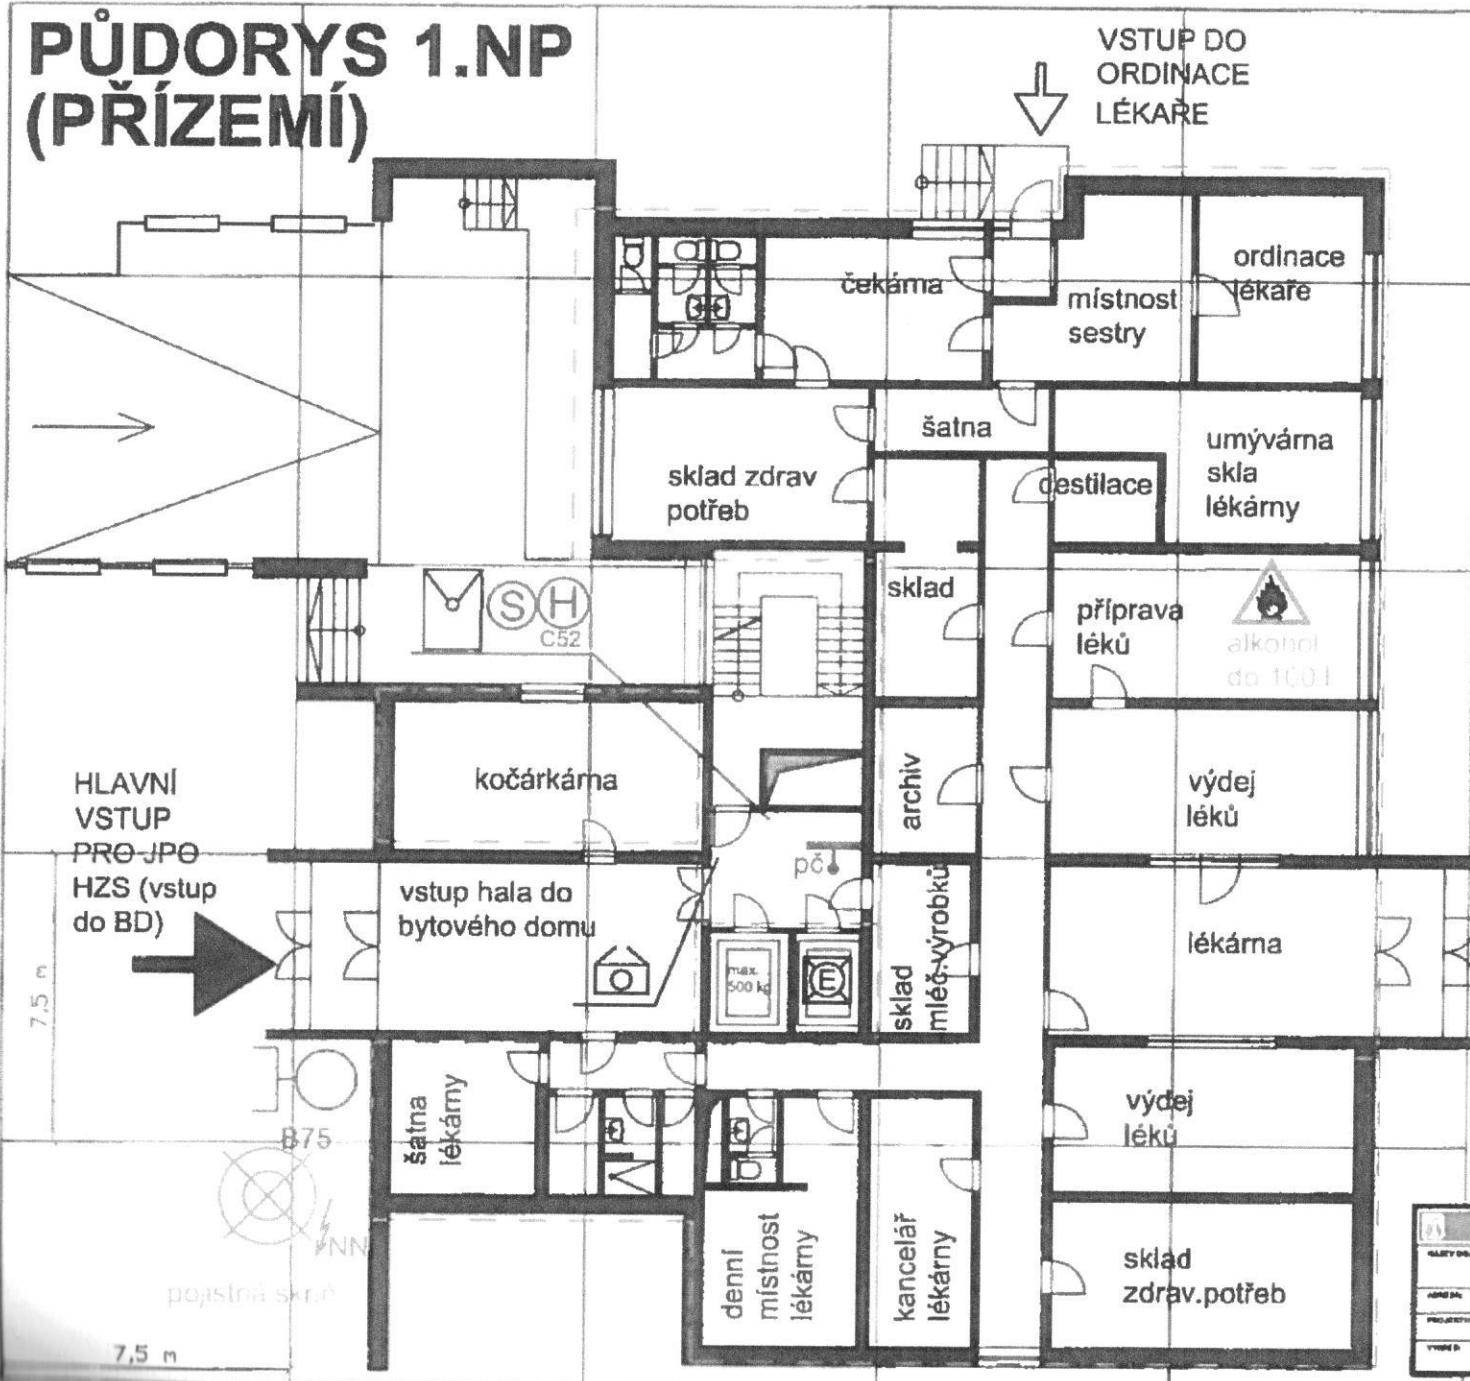 PŮDORYS 1.NP
(PŘÍZEMÍ)
VSTUP DO
ORDINACE
LÉKAŘE
čekárna
místnost
sestry
ordinace
lékaře
šatna
umývárna
skla
lékárny
destilace
sklad zdrav
potřeb
sklad
příprava
léků
alkohol
do 100 l
S
H
C52
kočárkárna
archiv
výdej
léků
HLAVNÍ
VSTUP
PRO JPO
HZS (vstup
do BD)
vstup hala do
bytového domu
pč
lékárna
max.
500 kg
E
sklad
mléč.výrobků
7,5 m
šatna
lékárny
B75
NN
pojistná skříň
výdej
léků
denní
místnost
lékárny
kancelář
lékárny
sklad
zdrav.potřeb
7,5 m